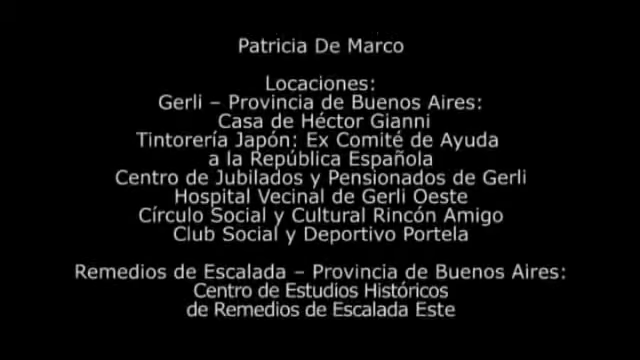 Patricia De Marco
Locaciones:
Gerli – Provincia de Buenos Aires:
Casa de Héctor Gianni
Tintorería Japón: Ex Comité de Ayuda
a la República Española
Centro de Jubilados y Pensionados de Gerli
Hospital Vecinal de Gerli Oeste
Círculo Social y Cultural Rincón Amigo
Club Social y Deportivo Portela
Remedios de Escalada – Provincia de Buenos Aires:
Centro de Estudios Históricos
de Remedios de Escalada Este